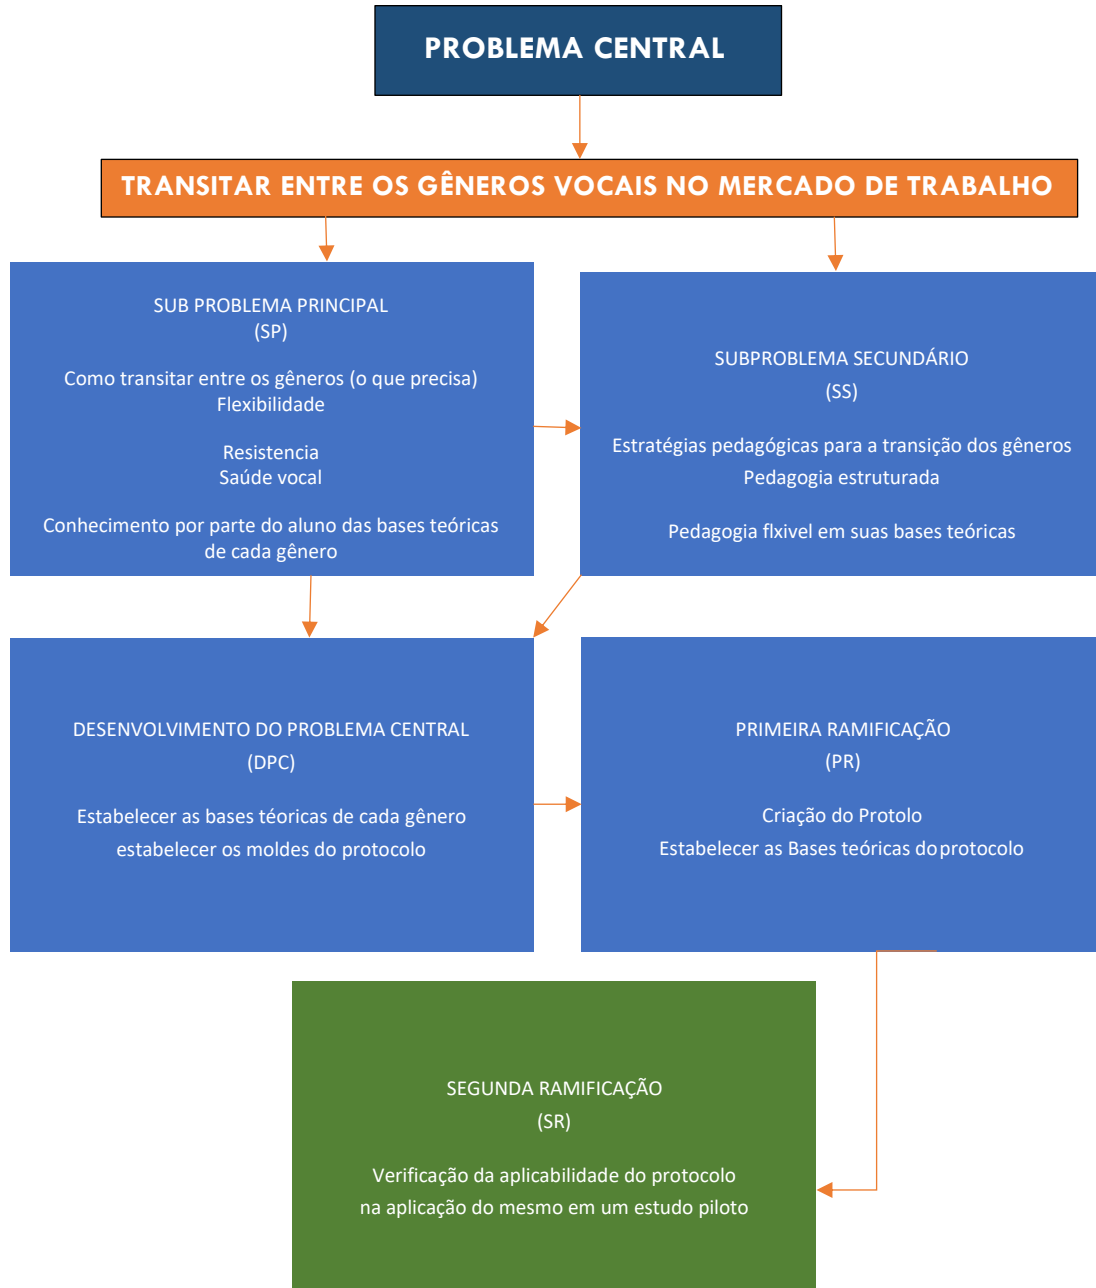 PROBLEMA CENTRAL
TRANSITAR ENTRE OS GÊNEROS VOCAIS NO MERCADO DE TRABALHO
SUB PROBLEMA PRINCIPAL
(SP)
Como transitar entre os gêneros (o que precisa)
Flexibilidade
Resistencia
Saúde vocal
Conhecimento por parte do aluno das bases teóricas
de cada gênero
SUBPROBLEMA SECUNDÁRIO
(SS)
Estratégias pedagógicas para a transição dos gêneros
Pedagogia estruturada
Pedagogia flxivel em suas bases teóricas
DESENVOLVIMENTO DO PROBLEMA CENTRAL
(DPC)
Estabelecer as bases téoricas de cada gênero
estabelecer os moldes do protocolo
PRIMEIRA RAMIFICAÇÃO
(PR)
Criação do Protolo
Estabelecer as Bases teóricas do protocolo
SEGUNDA RAMIFICAÇÃO
(SR)
Verificação da aplicabilidade do protocolo
na aplicação do mesmo em um estudo piloto